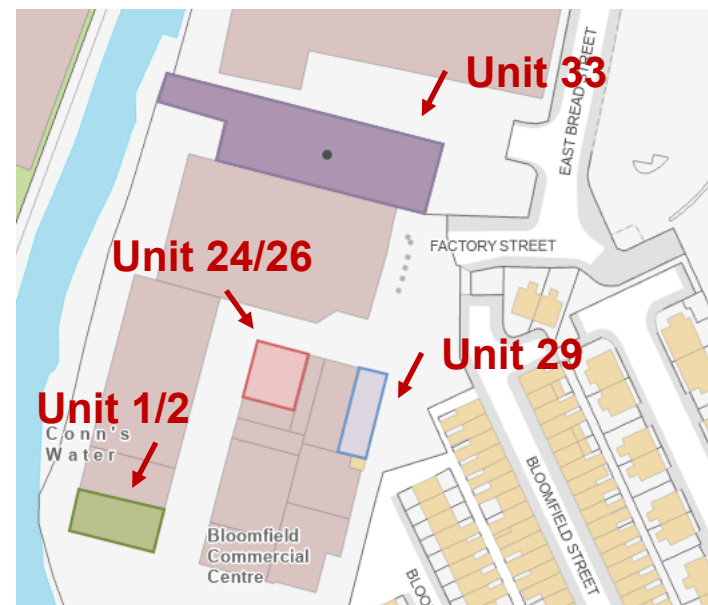 Unit 33
EAST BREAD STREET
FACTORY STREET
Unit 24/26
Unit 29
Unit 1/2
Conn's
Water
BLOOMFIELD STREET
Bloomfield
Commercial
Centre
BLOO